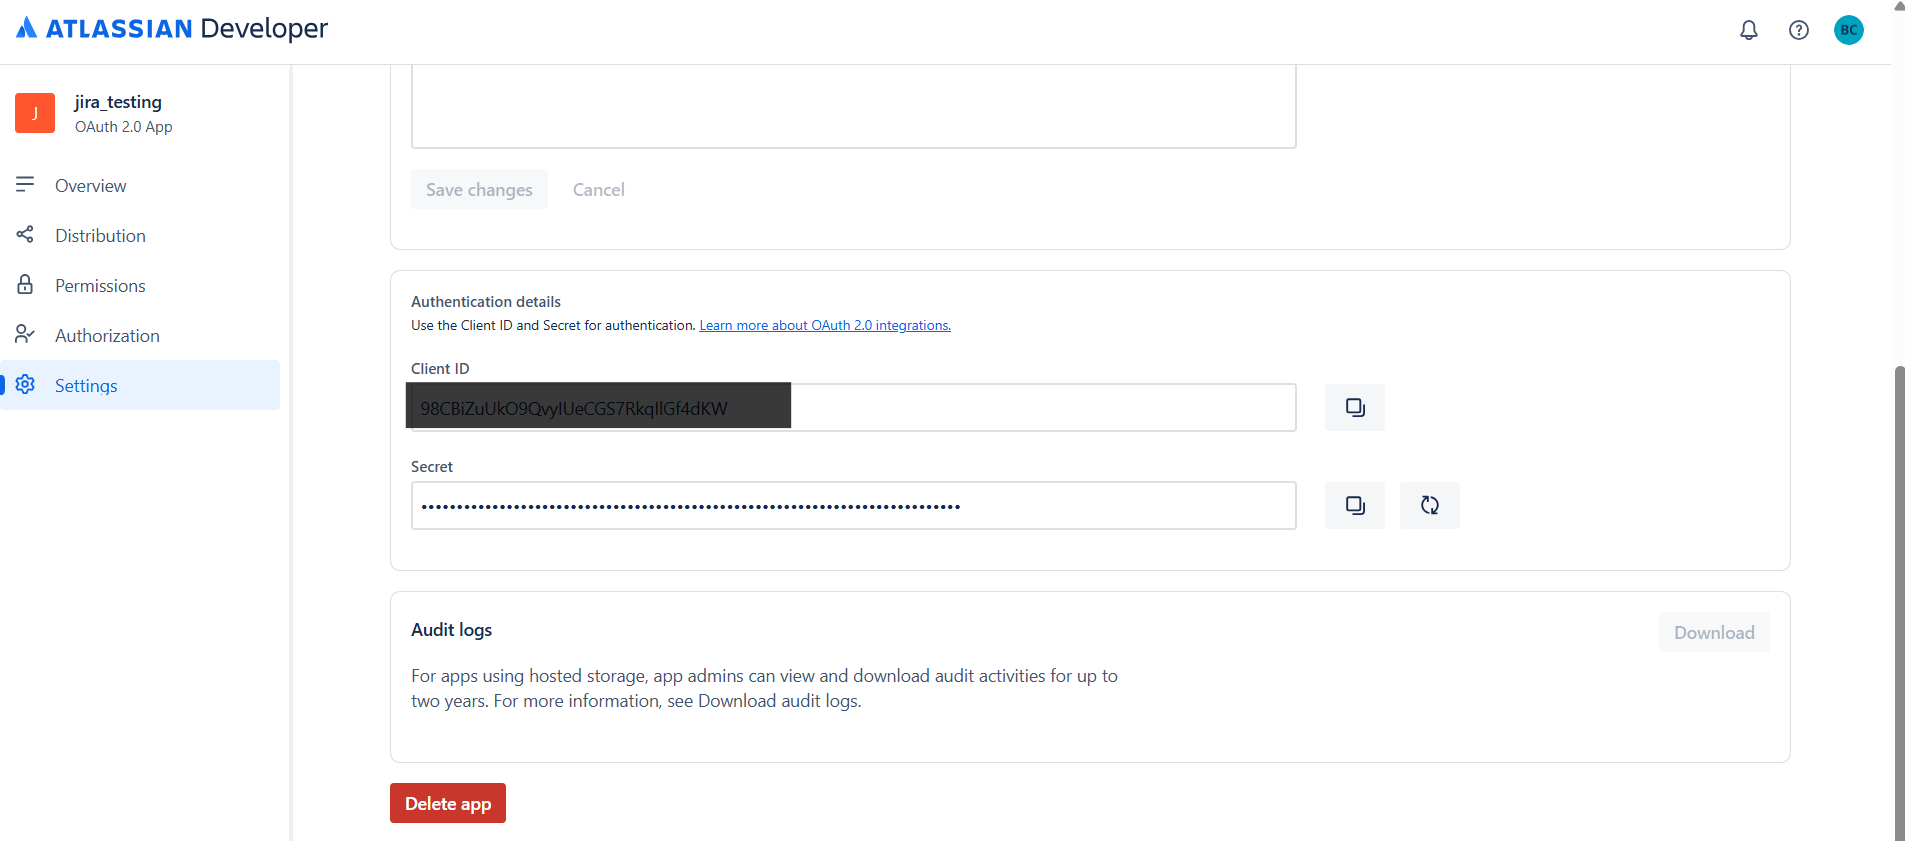 ATLASSIAN Developer
BC
J
jira_testing
OAuth 2.0 App
Overview
Distribution
Permissions
Authorization
Settings
Save changes Cancel
Authentication details
Use the Client ID and Secret for authentication. Learn more about OAuth 2.0 integrations.
Client ID
Secret
Audit logs
Download
For apps using hosted storage, app admins can view and download audit activities for up to
two years. For more information, see Download audit logs.
Delete app